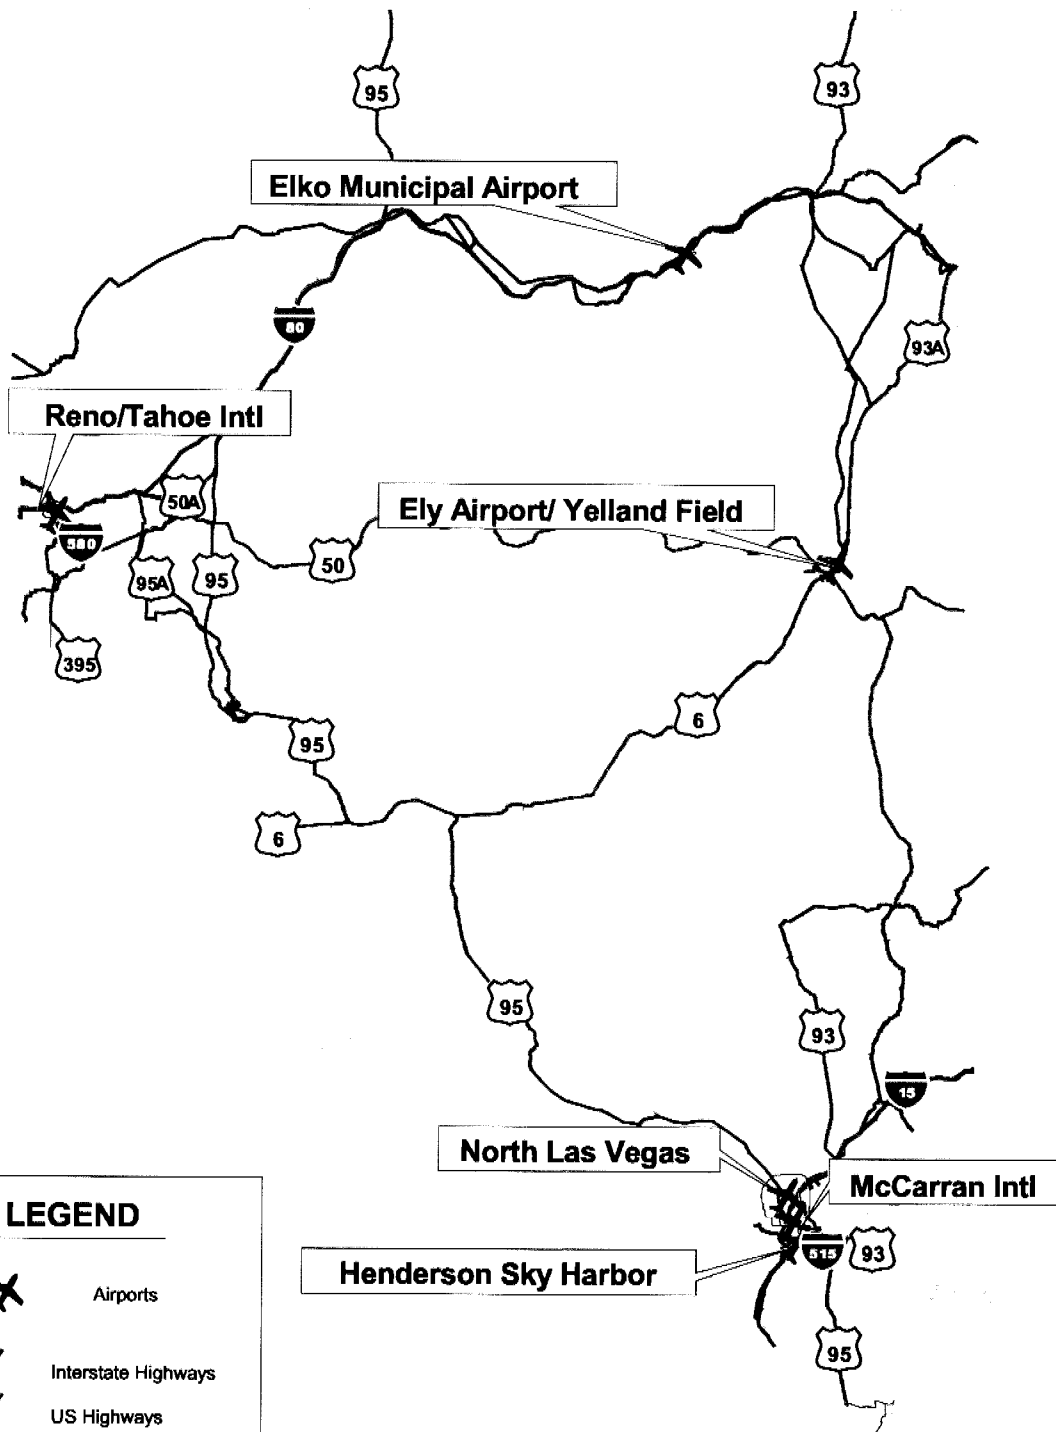 95
93
Elko Municipal Airport
80
93A
Reno/Tahoe Intl
50A
Ely Airport/ Yelland Field
580
50
95A
95
395
6
95
6
95
93
15
North Las Vegas
McCarran Intl
LEGEND
515
93
Henderson Sky Harbor
Airports
95
Interstate Highways
US Highways